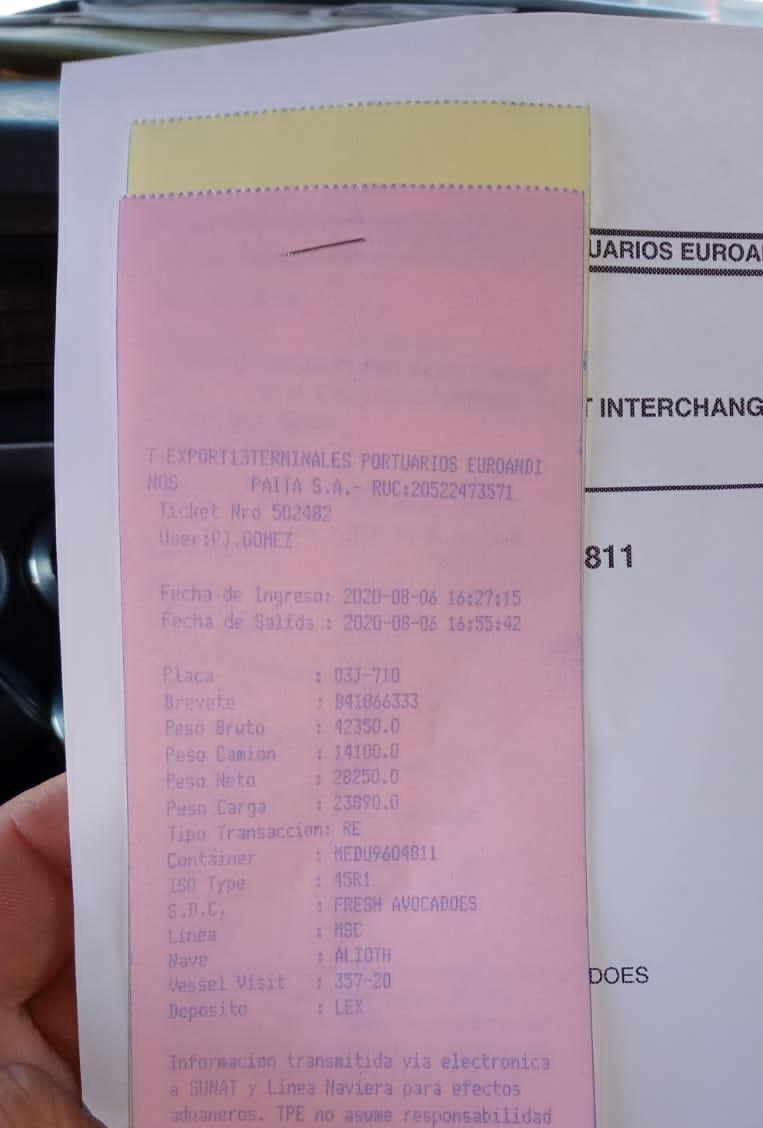 UARIOS EUROA
T INTERCHANG
811
DOES
T-EXPORT13TERMINALES PORTUARIOS EUROANDI
NOS PAITA S.A.- RUC:20522473571
Ticket Nro 502482
User:PJ.GOMEZ
Fecha de Ingreso: 2020-08-06 16:27:15
Fecha de Salida : 2020-08-06 16:55:42
Placa : D3J-710
Brevete : B41866333
Peso Bruto : 42350.0
Peso Camion : 14100.0
Peso Neto : 28250.0
Peso Carga : 23890.0
Tipo Transaccion: RE
Container : MEDU9604811
ISO Type : 45R1
S.D.C. : FRESH AVOCADOES
Linea : MSC
Nave : ALIOTH
Vessel Visit : 357-20
Deposito : LEX
Informacion transmitida via electronica
a SUNAT y Linea Naviera para efectos
aduaneros. TPE no asume responsabilidad